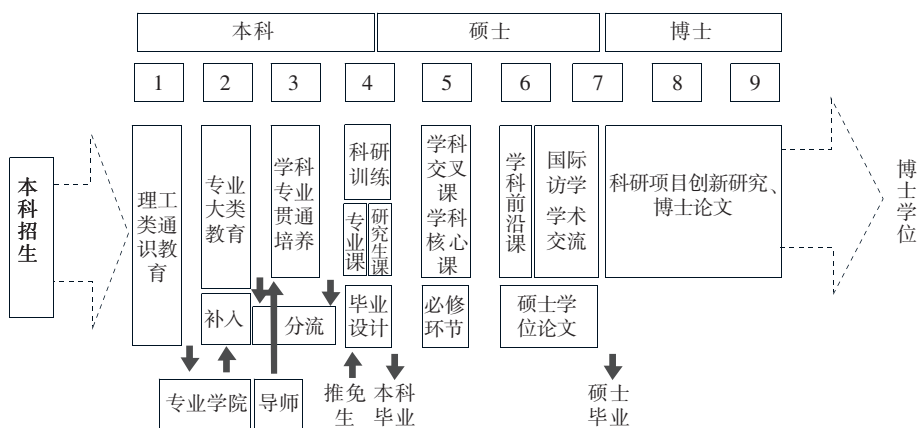 本科
硕士
博士
1
2
3
4
5
6
7
8
9
本科招生
理工
类通
识教
育
专业
大类
教育
补入
学科
专业
贯通
培养
分流
科研
训练
专业课
研究生课
毕业
设计
学科
交叉
课
学科
核心
课
必修
环节
学科前沿课
国际
访学
学术
交流
硕士学
位论文
科研项目创新研究、
博士论文
博士学位
专业学院
导师
推免
生
本科
毕业
硕士
毕业